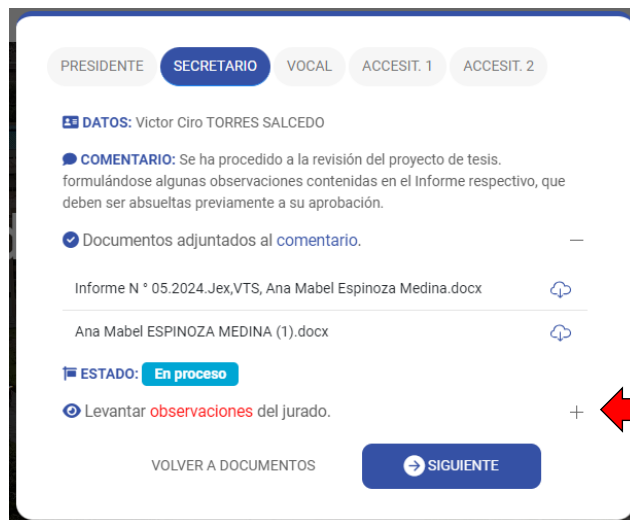 PRESIDENTE SECRETARIO VOCAL ACCESIT. 1 ACCESIT. 2
DATOS: Victor Ciro TORRES SALCEDO
COMENTARIO: Se ha procedido a la revisión del proyecto de tesis.
formulándose algunas observaciones contenidas en el Informe respectivo, que
deben ser absueltas previamente a su aprobación.
Documentos adjuntados al comentario.
Informe N ° 05.2024.Jex,VTS, Ana Mabel Espinoza Medina.docx
Ana Mabel ESPINOZA MEDINA (1).docx
ESTADO: En proceso
Levantar observaciones del jurado.
VOLVER A DOCUMENTOS SIGUIENTE